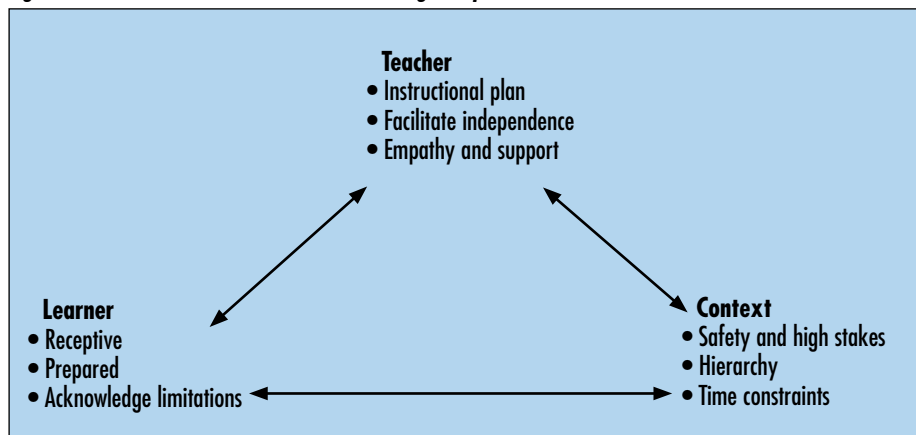 Teacher
• Instructional plan
• Facilitate independence
• Empathy and support
Learner
• Receptive
• Prepared
• Acknowledge limitations
Context
• Safety and high stakes
• Hierarchy
• Time constraints